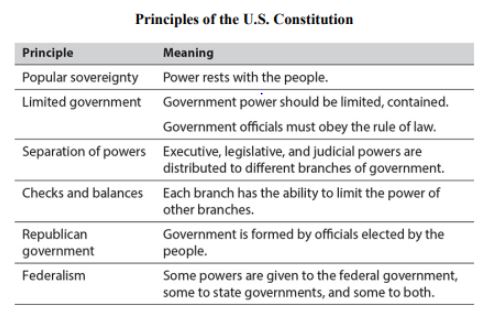 Principles of the U.S. Constitution
Principle Meaning
Popular sovereignty Power rests with the people.
Limited government Government power should be limited, contained.
Government officials must obey the rule of law.
Separation of powers Executive, legislative, and judicial powers are
distributed to different branches of government.
Checks and balances Each branch has the ability to limit the power of
other branches.
Republican Government is formed by officials elected by the
government people.
Federalism Some powers are given to the federal government,
some to state governments, and some to both.